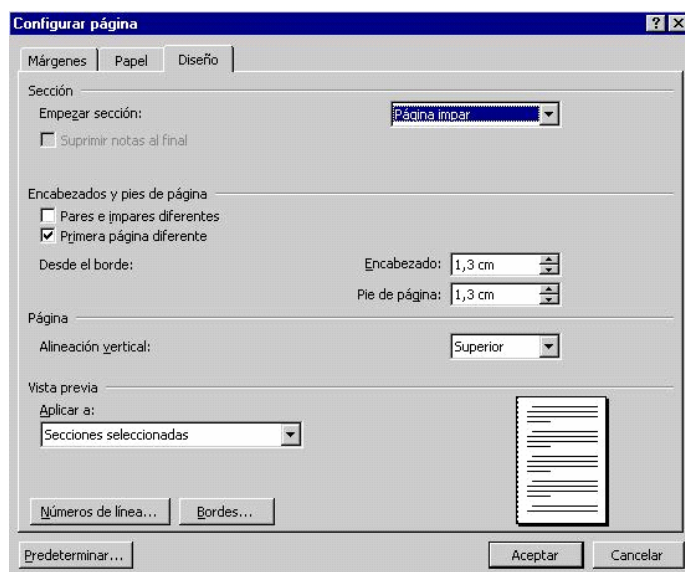 Configurar página
Márgenes Papel Diseño
Sección
Empezar sección: Página impar
Suprimir notas al final
Encabezados y pies de página
Pares e impares diferentes
Primera página diferente
Desde el borde: Encabezado: 1,3 cm
Pie de página: 1,3 cm
Página
Alineación vertical: Superior
Vista previa
Aplicar a:
Secciones seleccionadas
Números de línea... Bordes...
Predeterminar... Aceptar Cancelar